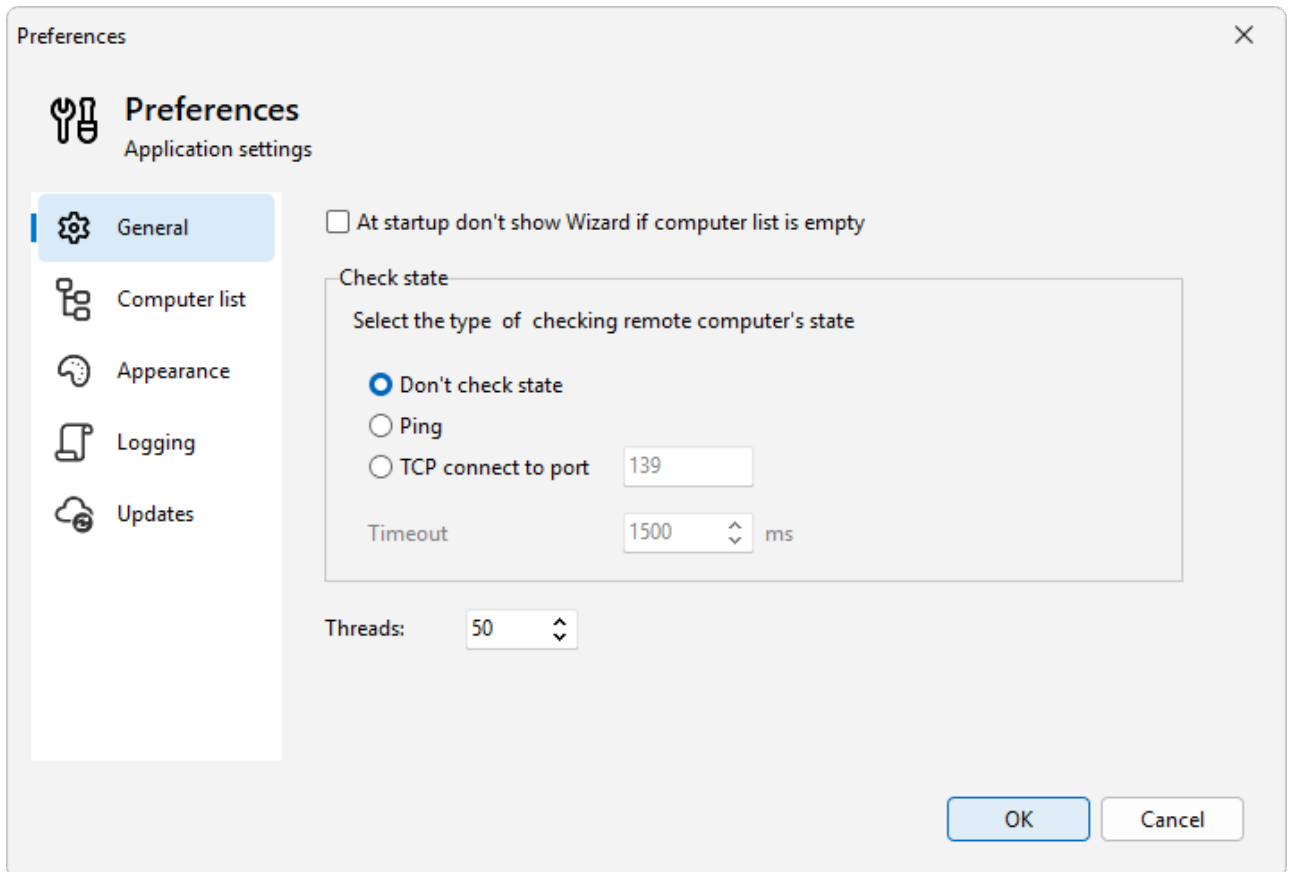 Preferences
Preferences
Application settings
General
Computer list
Appearance
Logging
Updates
At startup don't show Wizard if computer list is empty
Check state
Select the type  of  checking remote computer's state
Don't check state
Ping
TCP connect to port 139
Timeout 1500 ms
Threads: 50
OK Cancel